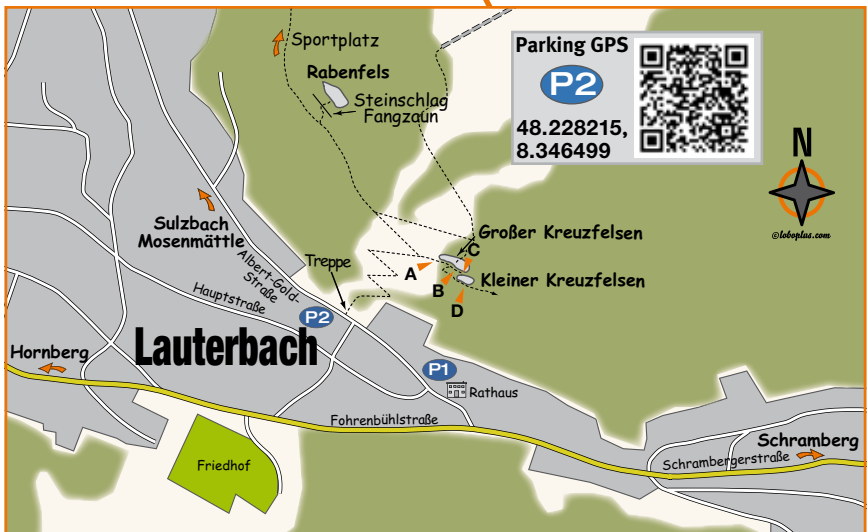 Sportplatz
Rabenfels
Steinschlag
Fangzaun
Parking GPS
P2
48.228215,
8.346499
N
©loboplas.com
Sulzbach
Mosenmättle
Albert-Gold-
Straße
Hauptstraße
Treppe
P2
Großer Kreuzfelsen
C
A
B
Kleiner Kreuzfelsen
D
Lauterbach
Hornberg
P1
Rathaus
Fohrenbühlstraße
Friedhof
Schramberg
Schrambergerstraße